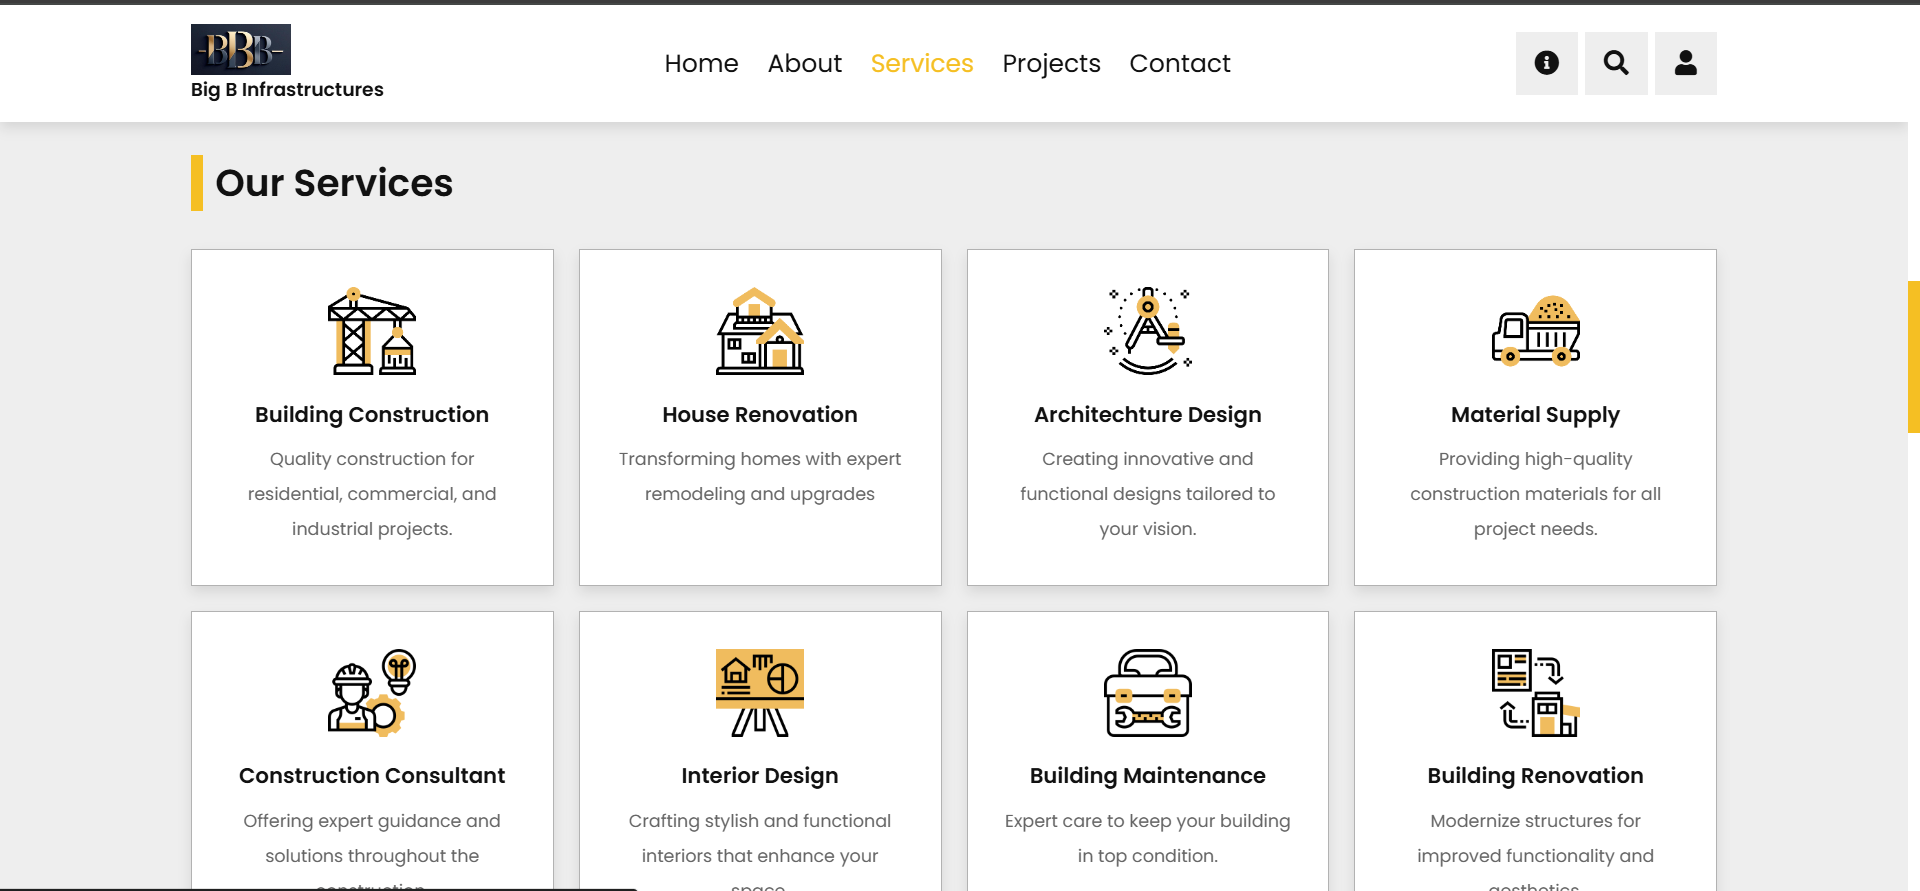 BBB
Big B Infrastructures
Home About Services Projects Contact
Our Services
Building Construction
Quality construction for
residential, commercial, and
industrial projects.
House Renovation
Transforming homes with expert
remodeling and upgrades
Architechture Design
Creating innovative and
functional designs tailored to
your vision.
Material Supply
Providing high-quality
construction materials for all
project needs.
Construction Consultant
Offering expert guidance and
solutions throughout the
construction
Interior Design
Crafting stylish and functional
interiors that enhance your
space
Building Maintenance
Expert care to keep your building
in top condition.
Building Renovation
Modernize structures for
improved functionality and
aesthetics